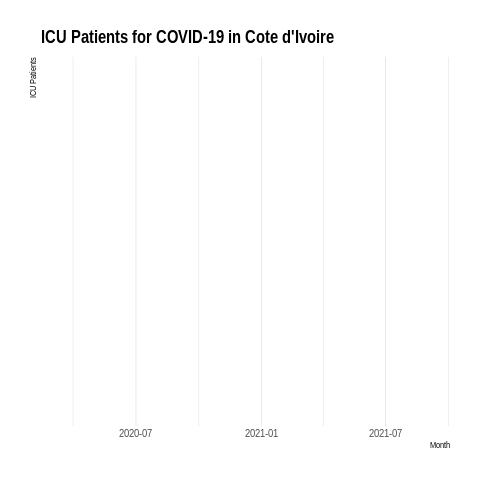 ICU Patients for COVID-19 in Cote d'Ivoire
ICU Patients
2020-07
2021-01
2021-07
Month